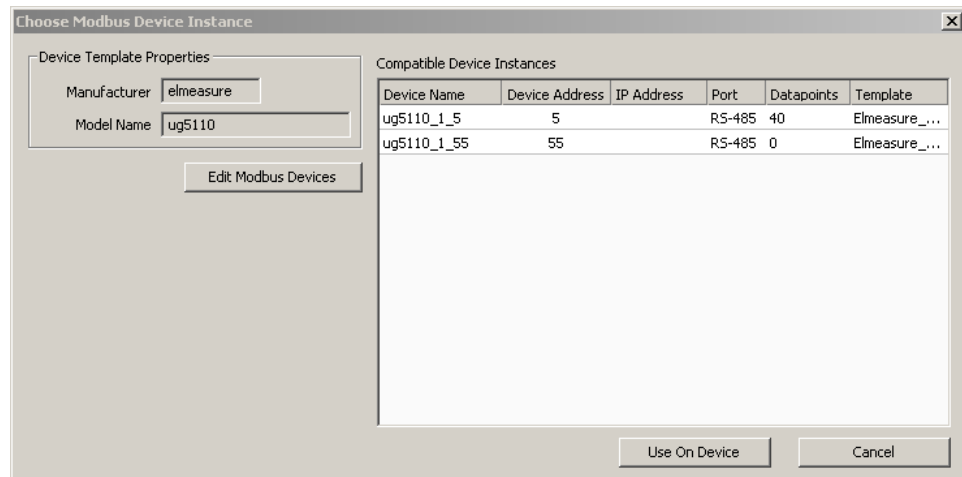 Choose Modbus Device Instance
Device Template Properties
Manufacturer elmeasure
Model Name ug5110
Edit Modbus Devices
Compatible Device Instances
Device Name Device Address IP Address Port Datapoints Template
ug5110_1_5 5 RS-485 40 Elmeasure_...
ug5110_1_55 55 RS-485 0 Elmeasure_...
Use On Device Cancel